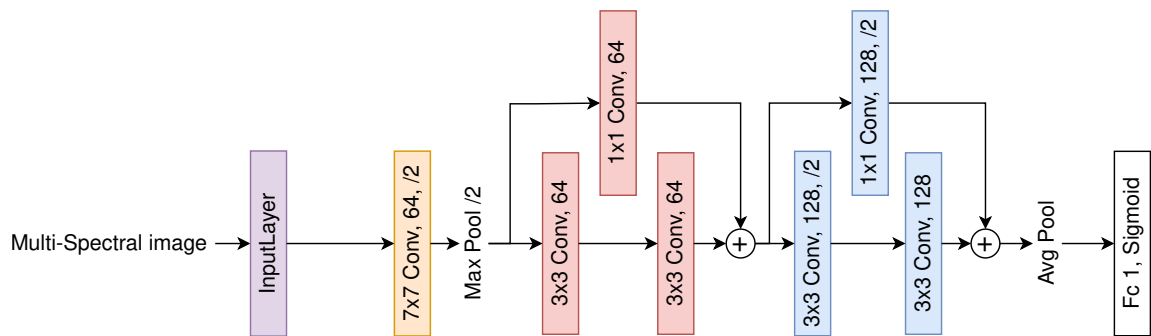 Multi-Spectral image
InputLayer
7x7 Conv, 64, /2
Max Pool /2
1x1 Conv, 64
3x3 Conv, 64
3x3 Conv, 64
+
1x1 Conv, 128, /2
3x3 Conv, 128, /2
3x3 Conv, 128
+
Avg Pool
Fc 1, Sigmoid